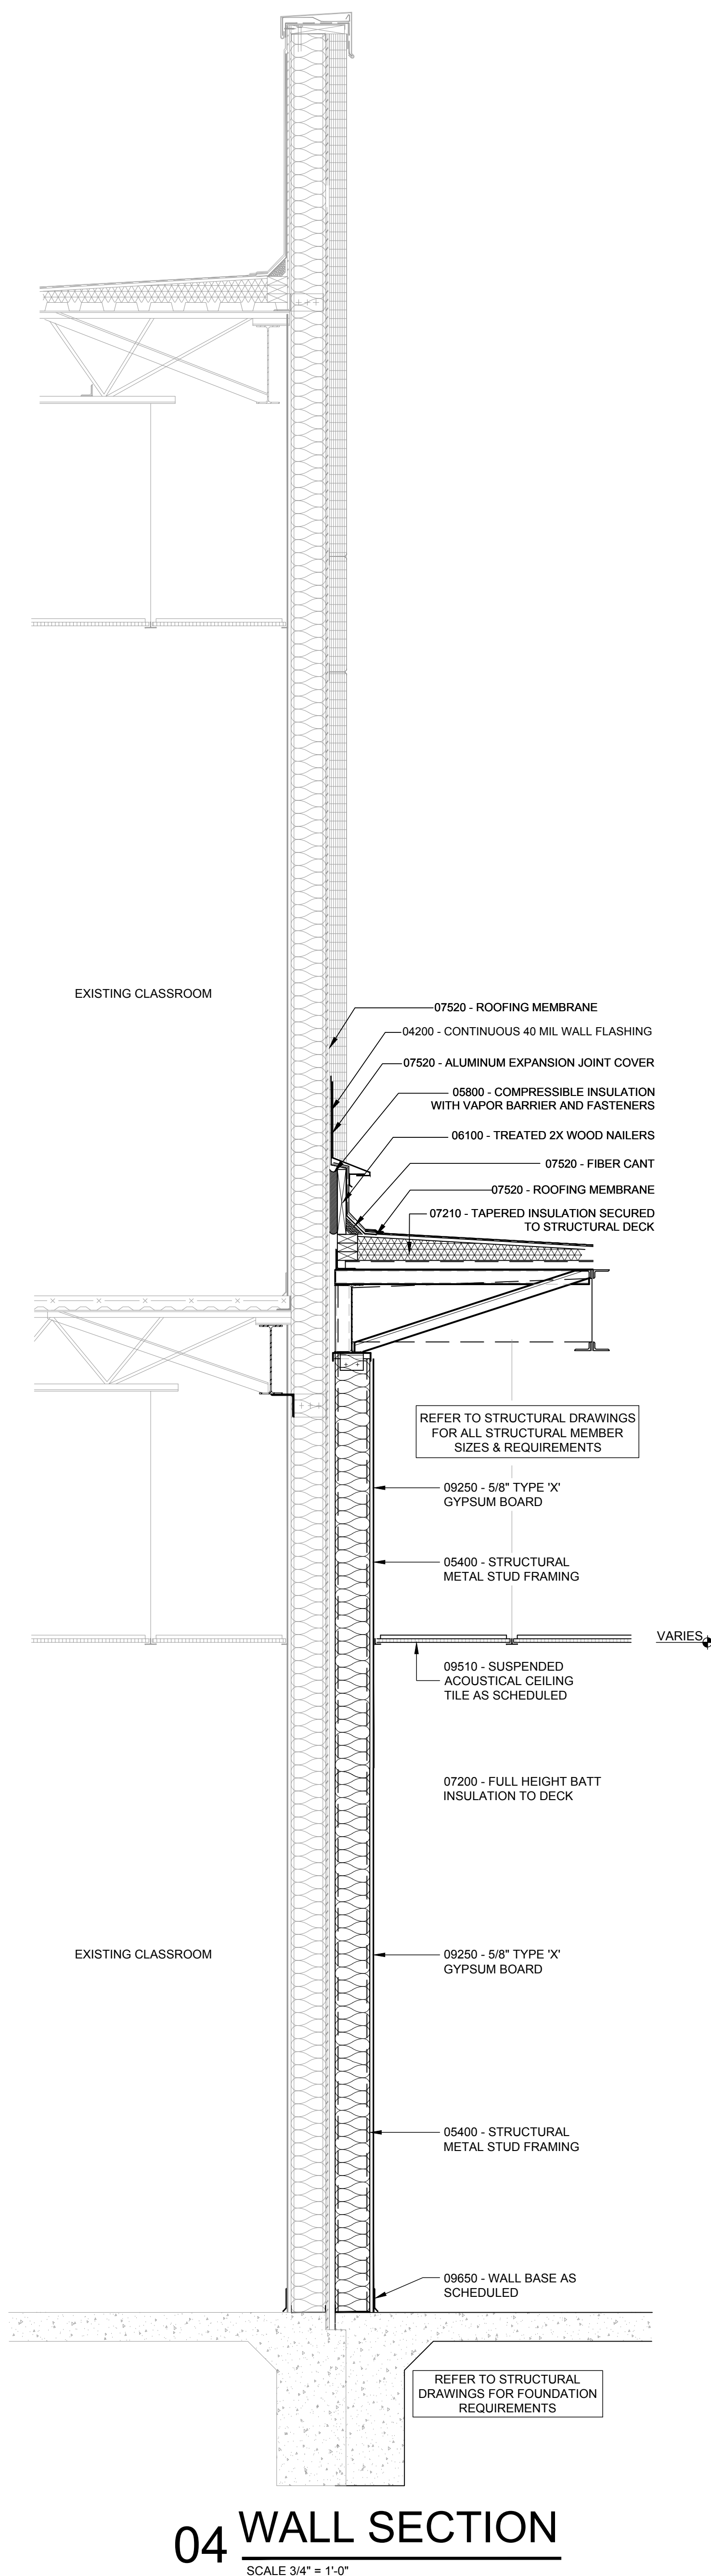 EXISTING CLASSROOM
07520 - ROOFING MEMBRANE
04200 - CONTINUOUS 40 MIL WALL FLASHING
07520 - ALUMINUM EXPANSION JOINT COVER
05800 - COMPRESSIBLE INSULATION
WITH VAPOR BARRIER AND FASTENERS
06100 - TREATED 2X WOOD NAILERS
07520 - FIBER CANT
07520 - ROOFING MEMBRANE
07210 - TAPERED INSULATION SECURED
TO STRUCTURAL DECK
REFER TO STRUCTURAL DRAWINGS
FOR ALL STRUCTURAL MEMBER
SIZES & REQUIREMENTS
09250 - 5/8" TYPE 'X'
GYPSUM BOARD
05400 - STRUCTURAL
METAL STUD FRAMING
VARIES
09510 - SUSPENDED
ACOUSTICAL CEILING
TILE AS SCHEDULED
07200 - FULL HEIGHT BATT
INSULATION TO DECK
EXISTING CLASSROOM
09250 - 5/8" TYPE 'X'
GYPSUM BOARD
05400 - STRUCTURAL
METAL STUD FRAMING
09650 - WALL BASE AS
SCHEDULED
REFER TO STRUCTURAL
DRAWINGS FOR FOUNDATION
REQUIREMENTS
04 WALL SECTION
SCALE 3/4" = 1'-0"